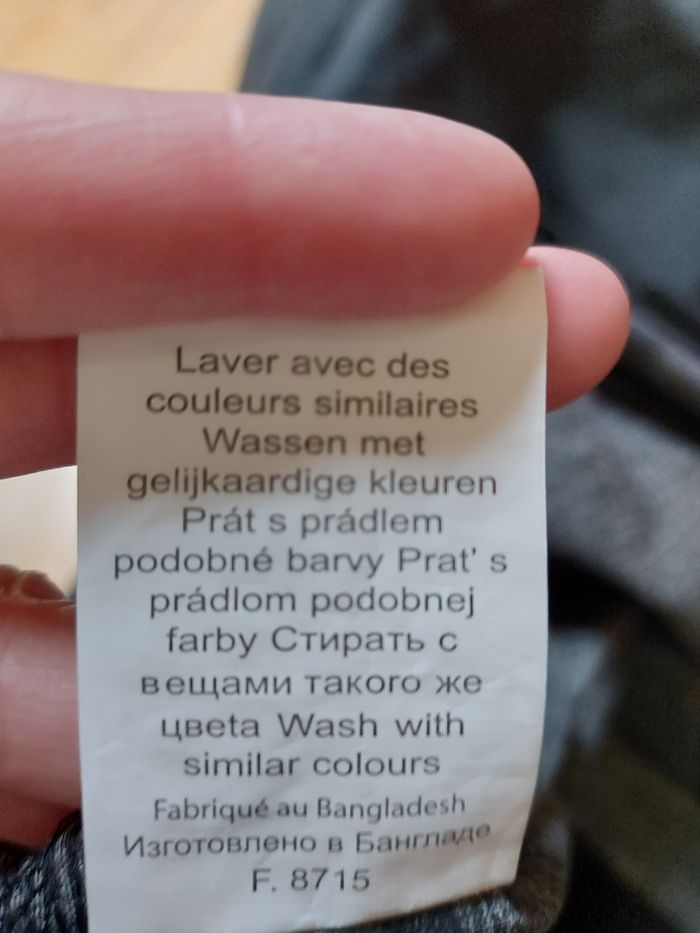 Laver avec des
couleurs similaires
Wassen met
gelijkaardige kleuren
Prát s prádlem
podobné barvy Prat' s
prádlom podobnej
farby Стирать с
вещами такого же
цвета Wash with
similar colours
Fabriqué au Bangladesh
Изготовлено в Бангладе
F. 8715